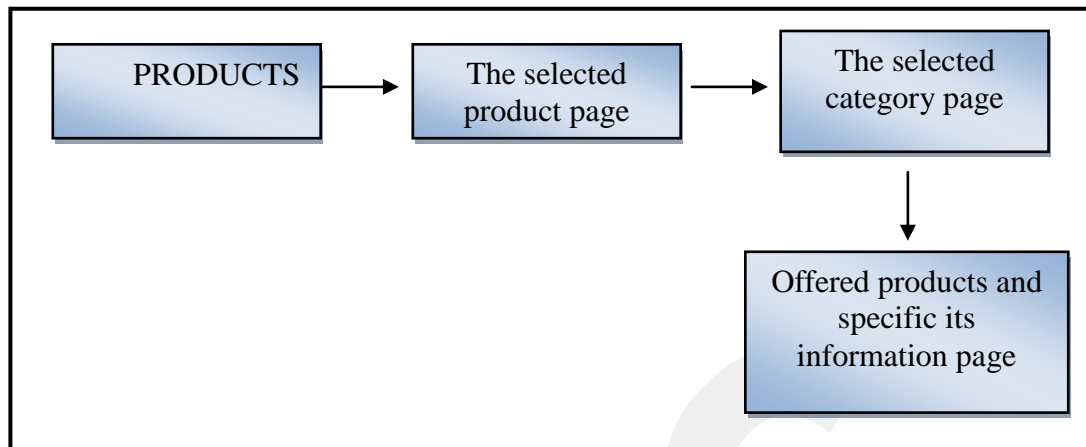 PRODUCTS
The selected
product page
The selected
category page
Offered products and
specific its
information page